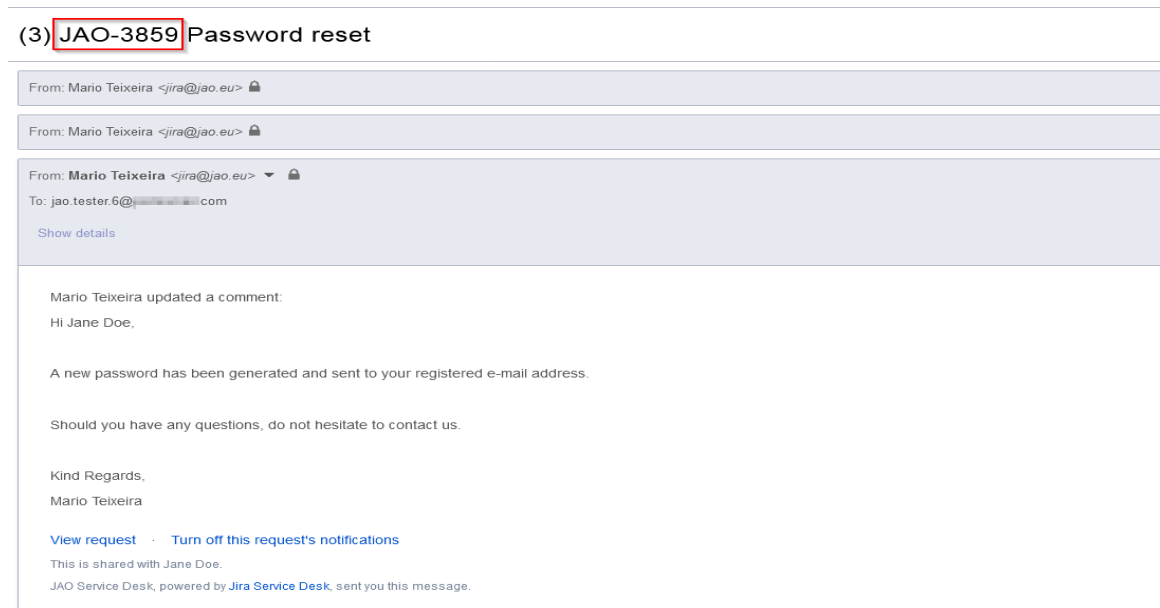 (3) JAO-3859 Password reset
From: Mario Teixeira <jira@jao.eu>
From: Mario Teixeira <jira@jao.eu>
From: Mario Teixeira <jira@jao.eu>
To: jao.tester.6@ com
Show details
Mario Teixeira updated a comment:
Hi Jane Doe,
A new password has been generated and sent to your registered e-mail address.
Should you have any questions, do not hesitate to contact us.
Kind Regards,
Mario Teixeira
View request · Turn off this request's notifications
This is shared with Jane Doe.
JAO Service Desk, powered by Jira Service Desk, sent you this message.